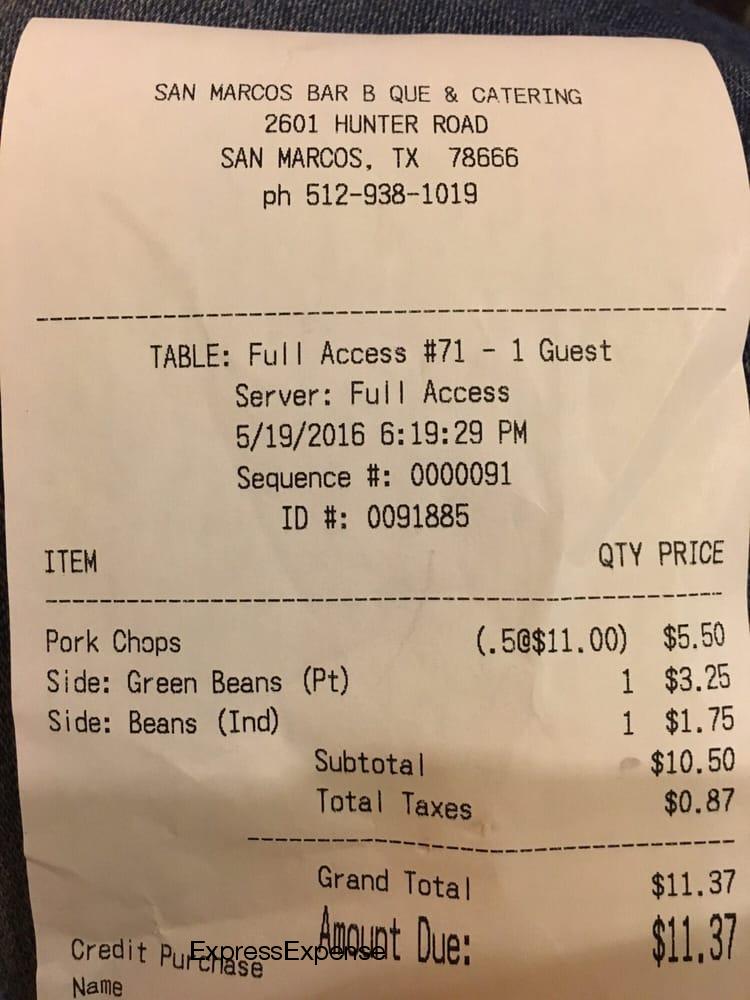 SAN MARCOS BAR B QUE & CATERING
2601 HUNTER ROAD
SAN MARCOS, TX 78666
ph 512-938-1019
TABLE: Full Access #71 - 1 Guest
Server: Full Access
5/19/2016 6:19:29 PM
Sequence #: 0000091
ID #: 0091885
ITEM QTY PRICE
Pork Chops (.5@$11.00) $5.50
Side: Green Beans (Pt) 1 $3.25
Side: Beans (Ind) 1 $1.75
Subtotal $10.50
Total Taxes $0.87
Grand Total $11.37
Amount Due: $11.37
Credit Purchase
ExpressExpense
Name